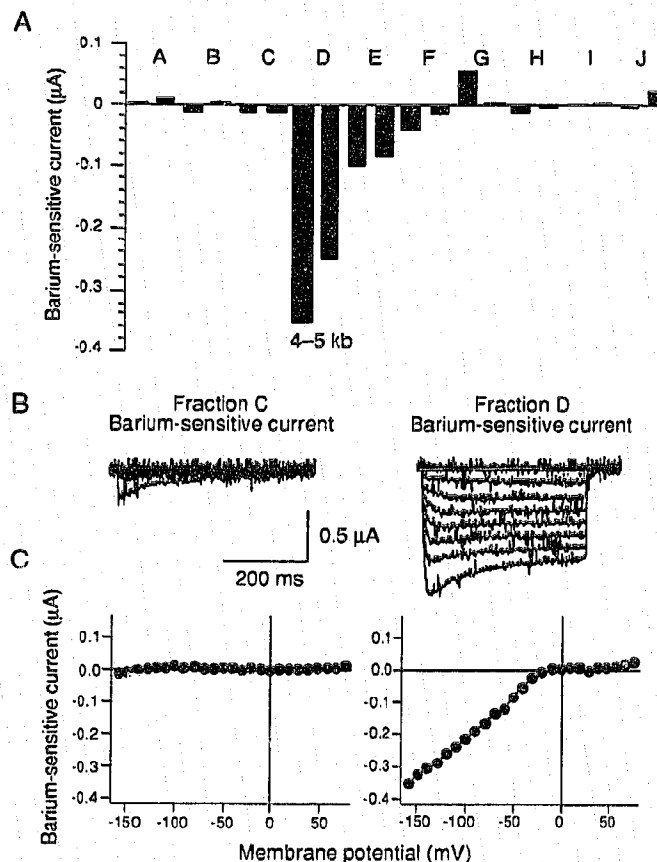 A
Barium-sensitive current (µA)
0.1
0
-0.1
-0.2
-0.3
-0.4
A B C D E F G H I J
4–5 kb
B
Fraction C
Barium-sensitive current
Fraction D
Barium-sensitive current
0.5 µA
200 ms
C
Barium-sensitive current (µA)
0.1
0.0
-0.1
-0.2
-0.3
-0.4
-150 -100 -50 0 50
0.1
0.0
-0.1
-0.2
-0.3
-0.4
-150 -100 -50 0 50
Membrane potential (mV)